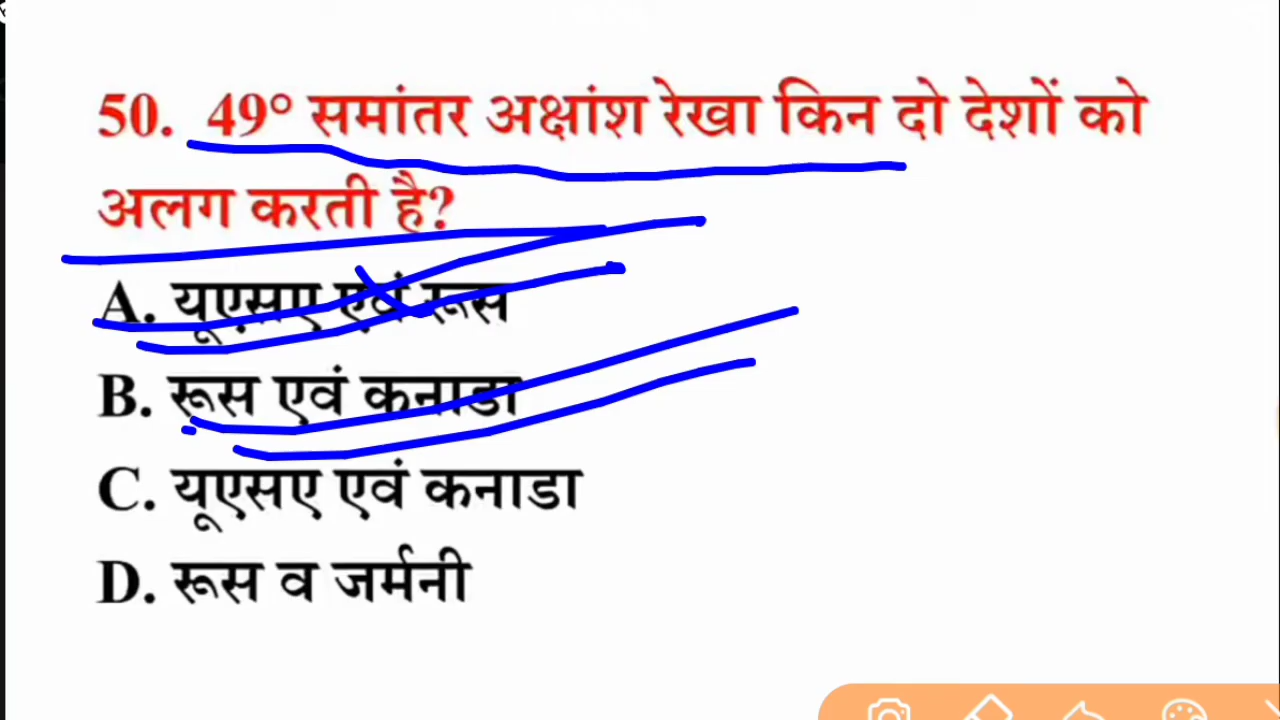 50. 49° समांतर अक्षांश रेखा किन दो देशों को
अलग करती है?
A. यूएसए एवं रूस
B. रूस एवं कनाडा
C. यूएसए एवं कनाडा
D. रूस व जर्मनी